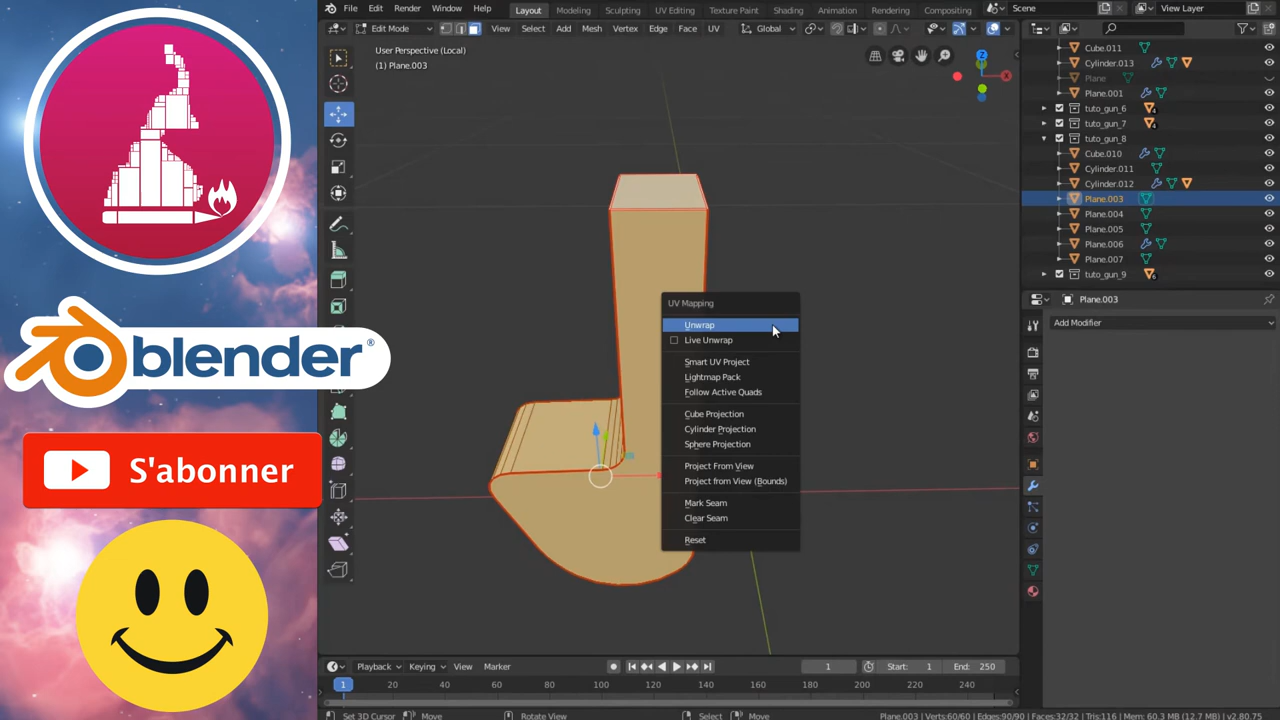 blender®
S'abonner
File Edit Render Window Help
Layout Modeling Sculpting UV Editing Texture Paint Shading Animation Rendering Compositing
Scene
View Layer
Edit Mode
View Select Add Mesh Vertex Edge Face UV
Global
User Perspective (Local)
(1) Plane.003
Z
X
UV Mapping
Unwrap
Live Unwrap
Smart UV Project
Lightmap Pack
Follow Active Quads
Cube Projection
Cylinder Projection
Sphere Projection
Project From View
Project from View (Bounds)
Mark Seam
Clear Seam
Reset
Cube.011
Cylinder.013
Plane
Plane.001
tuto_gun_6
4
tuto_gun_7
4
tuto_gun_8
Cube.010
Cylinder.011
Cylinder.012
Plane.003
Plane.004
Plane.005
Plane.006
Plane.007
tuto_gun_9
6
Plane.003
Add Modifier
Playback Keying View Marker
1
Start: 1
End: 250
1 20 40 60 80 100 120 140 160 180 200 220 240
Set 3D Cursor Move Rotate View Select Move
Plane.003 | Verts:60/60 | Edges:90/90 | Faces:32/32 | Tris:116 | Mem: 60.3 MB (12.7 MB) | v2.80.75